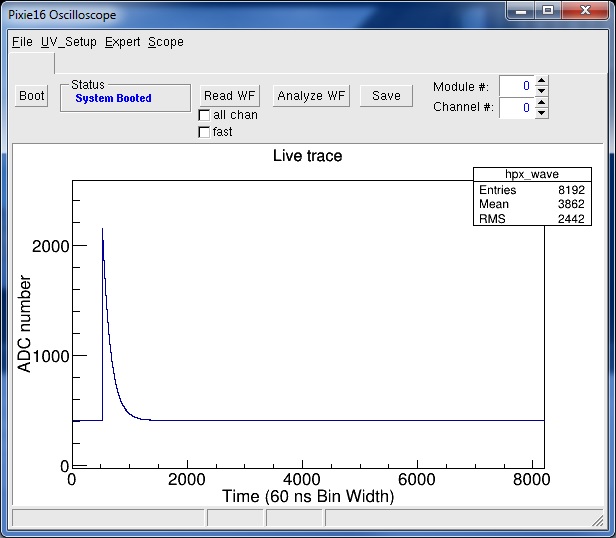 Pixie16 Oscilloscope
File UV_Setup Expert Scope
Status
Boot System Booted Read WF Analyze WF Save Module #: 0
all chan Channel #: 0
fast
Live trace
hpx_wave
Entries 8192
Mean 3862
RMS 2442
2000
ADC number
1000
0
0 2000 4000 6000 8000
Time (60 ns Bin Width)